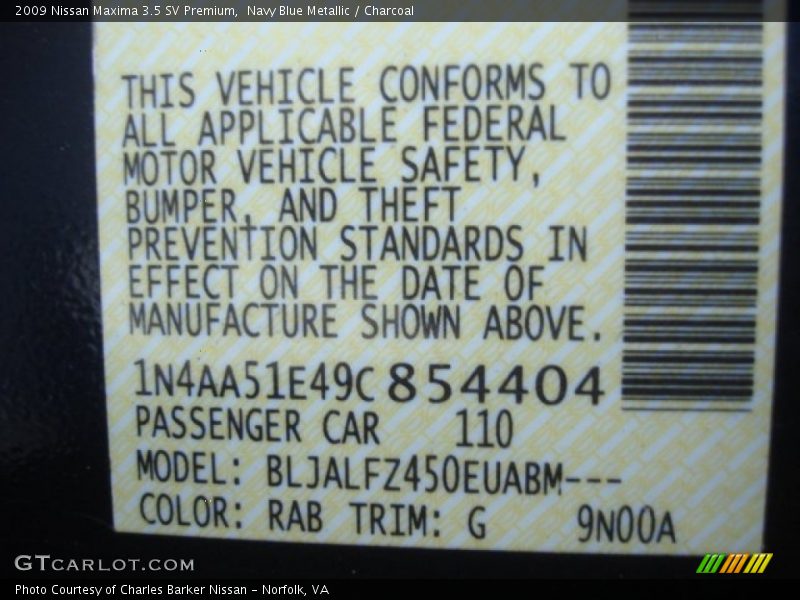 2009 Nissan Maxima 3.5 SV Premium, Navy Blue Metallic / Charcoal
THIS VEHICLE CONFORMS TO
ALL APPLICABLE FEDERAL
MOTOR VEHICLE SAFETY,
BUMPER, AND THEFT
PREVENTION STANDARDS IN
EFFECT ON THE DATE OF
MANUFACTURE SHOWN ABOVE.
1N4AA51E49C854404
PASSENGER CAR 110
MODEL: BLJALFZ450EUABM---
COLOR: RAB TRIM: G 9N00A
GTCARLOT.COM
Photo Courtesy of Charles Barker Nissan - Norfolk, VA